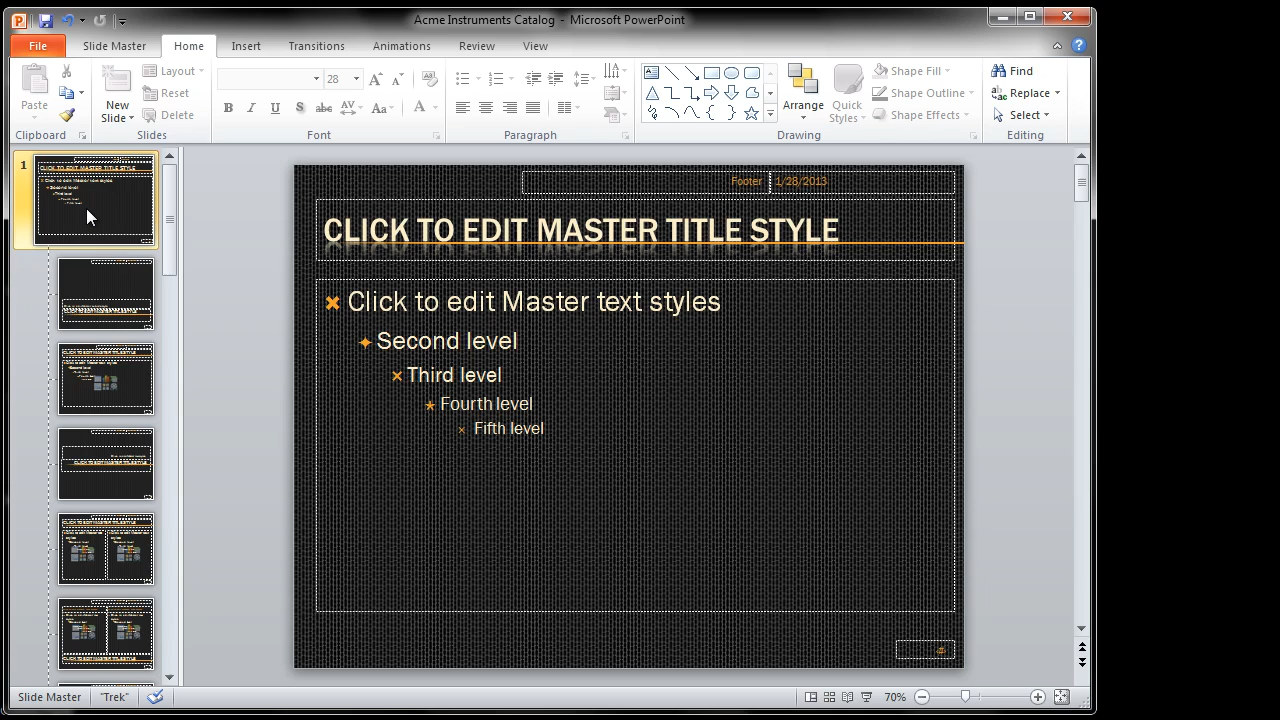 Acme Instruments Catalog - Microsoft PowerPoint
File Slide Master Home Insert Transitions Animations Review View
Paste
New Slide
Layout
Reset
Delete
28
Shape Fill
Shape Outline
Shape Effects
Arrange
Quick Styles
Find
Replace
Select
Clipboard Slides Font Paragraph Drawing Editing
1
Footer 1/28/2013
CLICK TO EDIT MASTER TITLE STYLE
Click to edit Master text styles
Second level
Third level
Fourth level
Fifth level
Slide Master "Trek" 70%